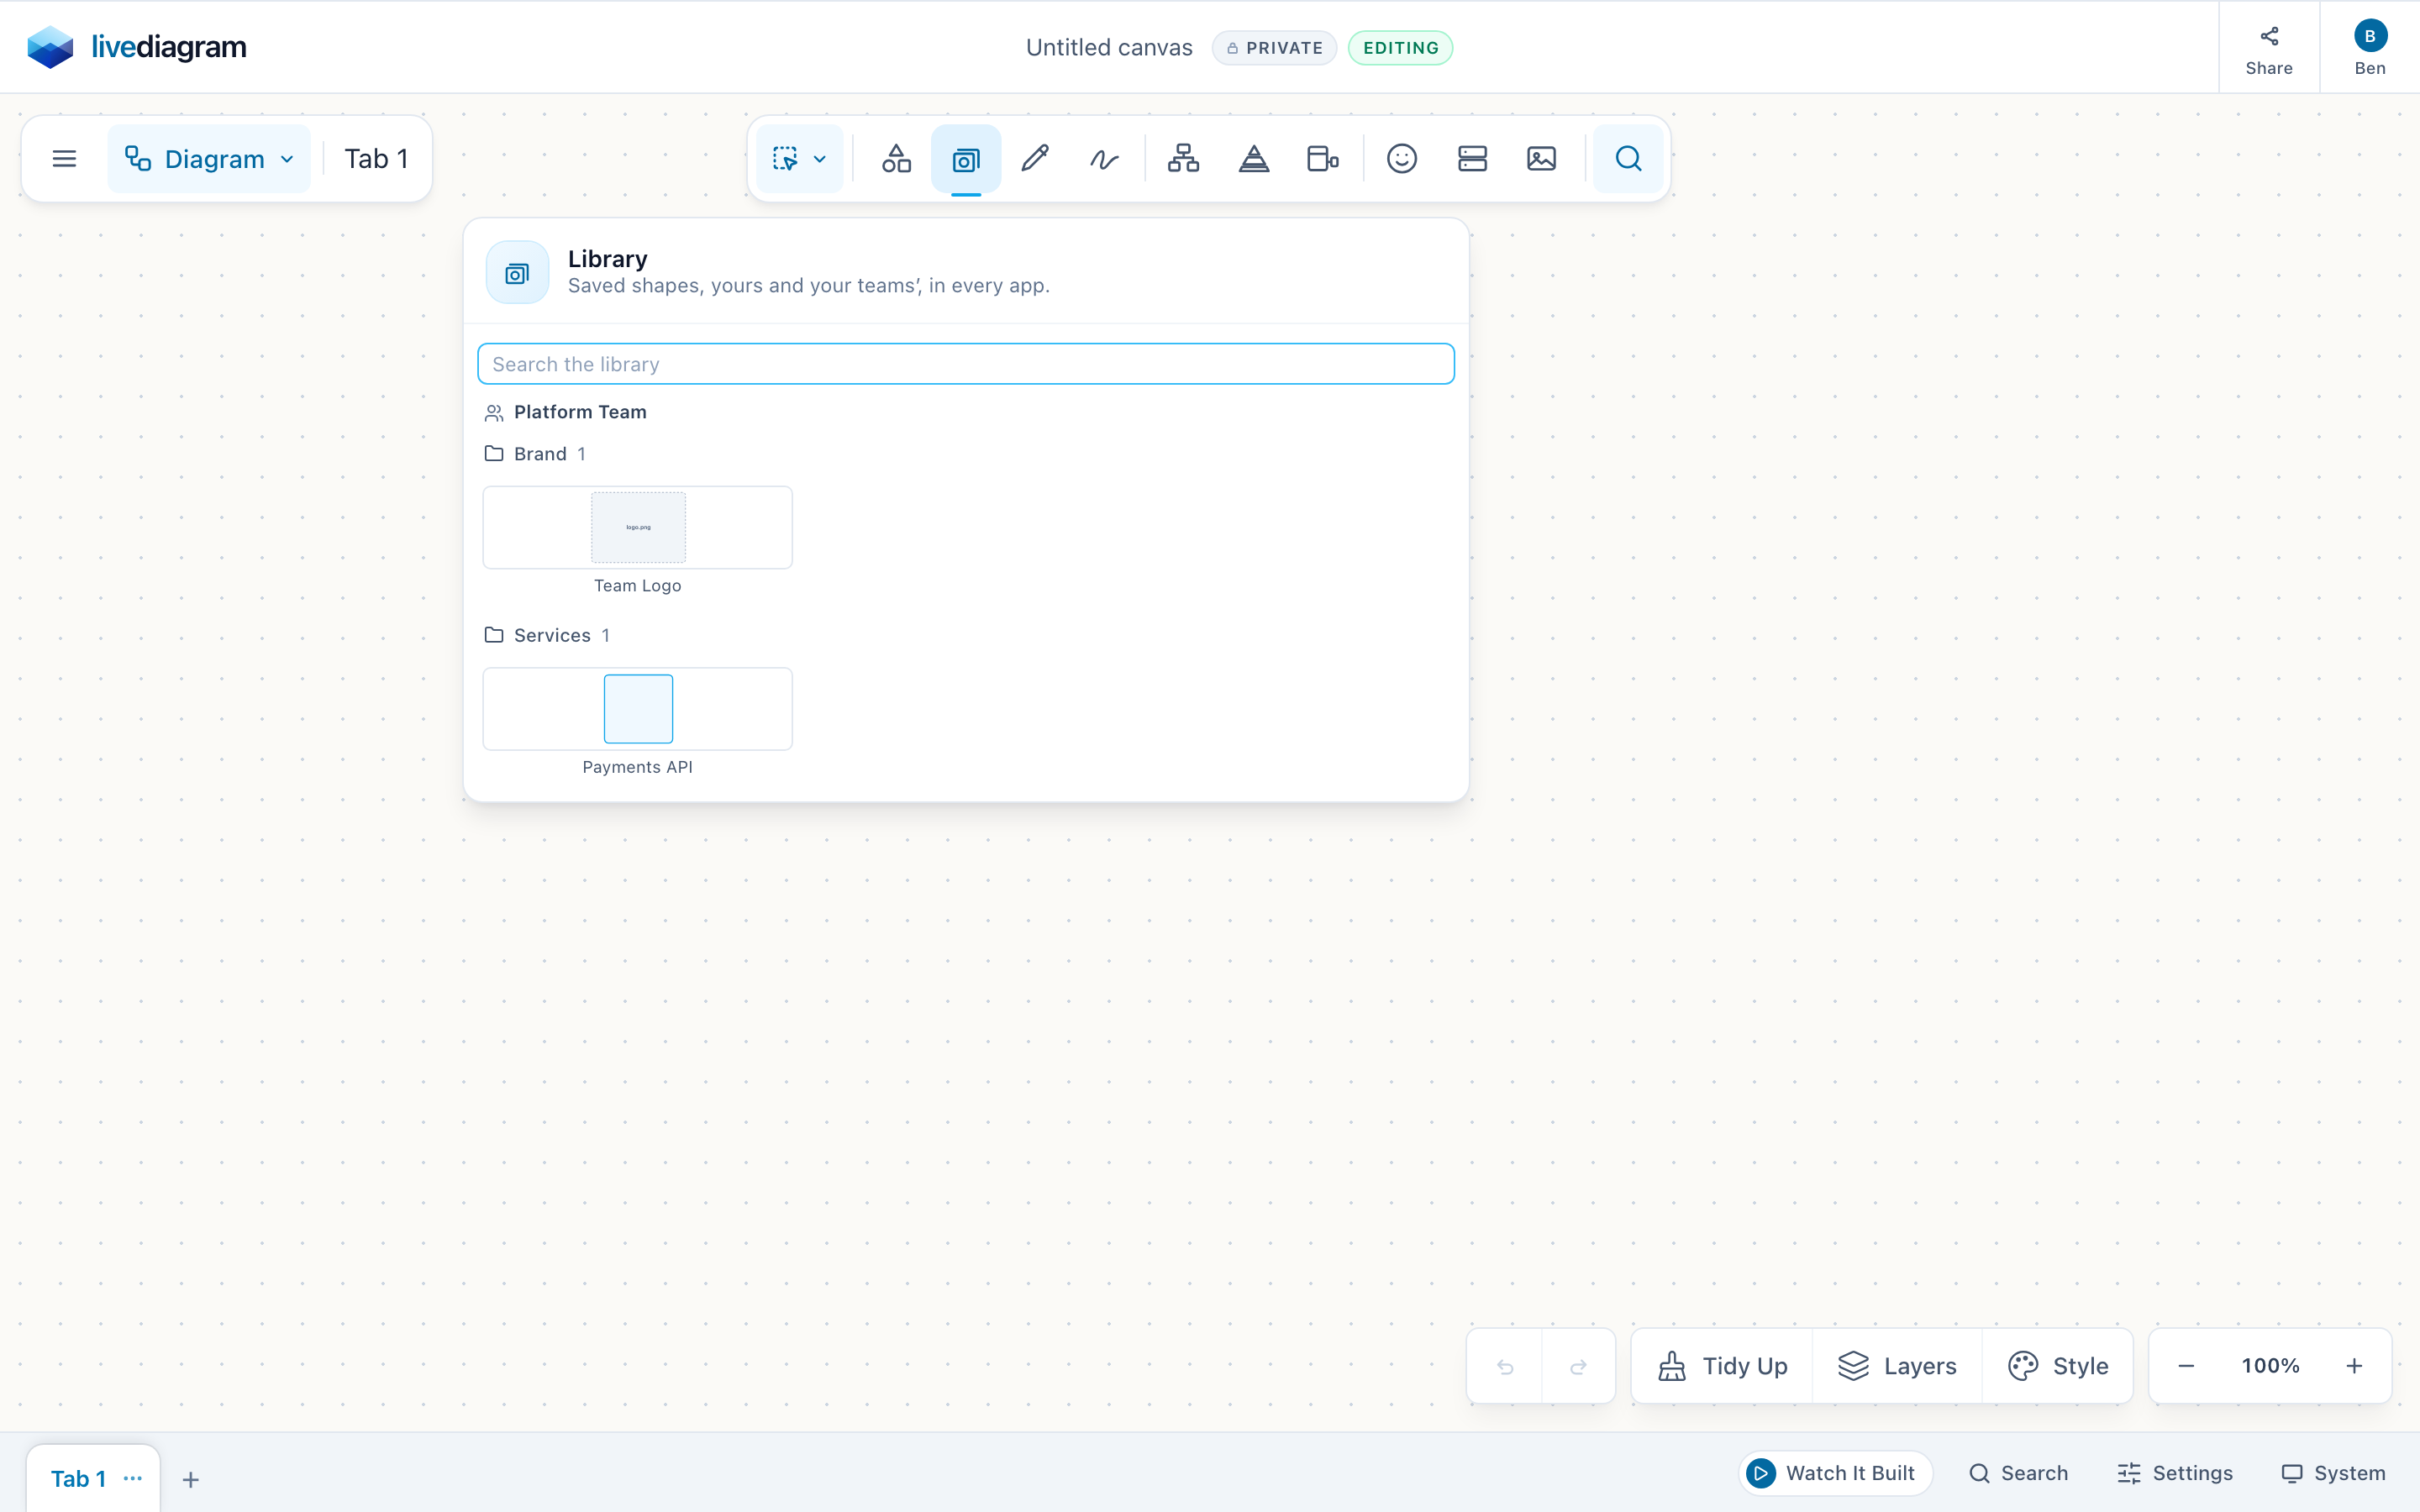 livediagram
Untitled canvas
PRIVATE
EDITING
Share
B
Ben
Diagram
Tab 1
Library
Saved shapes, yours and your teams’, in every app.
Search the library
Platform Team
Brand 1
logo.png
Team Logo
Services 1
Payments API
Tidy Up
Layers
Style
100%
Tab 1
Watch It Built
Search
Settings
System